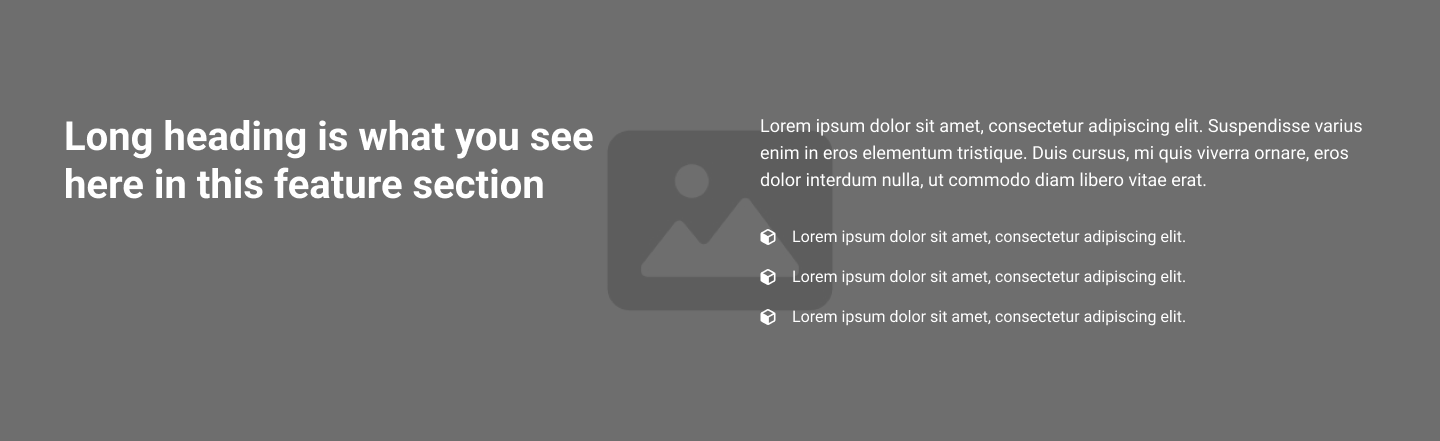 Long heading is what you see
here in this feature section
Lorem ipsum dolor sit amet, consectetur adipiscing elit. Suspendisse varius
enim in eros elementum tristique. Duis cursus, mi quis viverra ornare, eros
dolor interdum nulla, ut commodo diam libero vitae erat.
Lorem ipsum dolor sit amet, consectetur adipiscing elit.
Lorem ipsum dolor sit amet, consectetur adipiscing elit.
Lorem ipsum dolor sit amet, consectetur adipiscing elit.